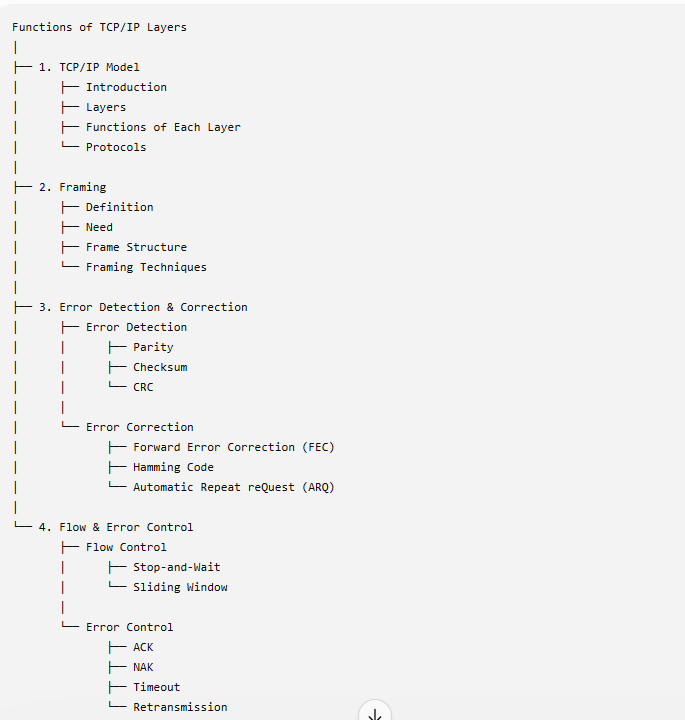 Functions of TCP/IP Layers
│
├── 1. TCP/IP Model
│      ├── Introduction
│      ├── Layers
│      ├── Functions of Each Layer
│      └── Protocols
│
├── 2. Framing
│      ├── Definition
│      ├── Need
│      ├── Frame Structure
│      └── Framing Techniques
│
├── 3. Error Detection & Correction
│      ├── Error Detection
│      │      ├── Parity
│      │      ├── Checksum
│      │      └── CRC
│      │
│      └── Error Correction
│             ├── Forward Error Correction (FEC)
│             ├── Hamming Code
│             └── Automatic Repeat reQuest (ARQ)
│
└── 4. Flow & Error Control
       ├── Flow Control
       │      ├── Stop-and-Wait
       │      └── Sliding Window
       │
       └── Error Control
              ├── ACK
              ├── NAK
              ├── Timeout
              └── Retransmission